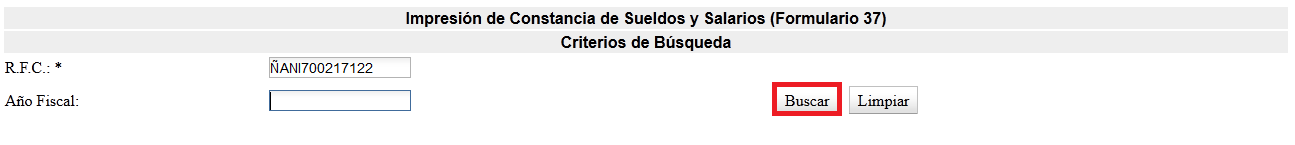 Impresión de Constancia de Sueldos y Salarios (Formulario 37)
Criterios de Búsqueda
R.F.C.: * ÑANI700217122
Año Fiscal: Buscar Limpiar